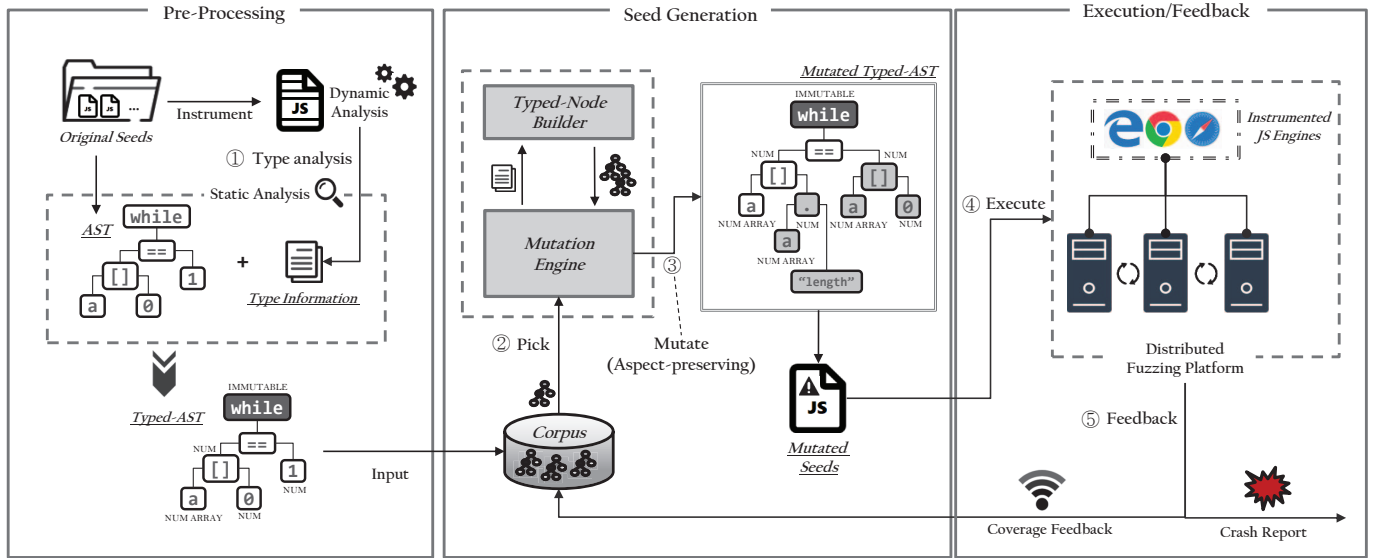 Pre-Processing
JS
JS
...
Original Seeds
Instrument
JS
Dynamic
Analysis
① Type analysis
Static Analysis
AST
while
==
[]
1
a
0
+
Type Information
Typed-AST
IMMUTABLE
while
NUM
==
[]
1
NUM
a
0
NUM ARRAY
NUM
Input
Seed Generation
Typed-Node
Builder
Mutation
Engine
② Pick
Corpus
③
Mutate
(Aspect-preserving)
Mutated Typed-AST
IMMUTABLE
while
NUM
==
NUM
[]
[]
a
.
a
0
NUM ARRAY
NUM
NUM ARRAY
NUM
a
NUM ARRAY
"length"
JS
Mutated
Seeds
Execution/Feedback
Instrumented
JS Engines
④ Execute
Distributed
Fuzzing Platform
⑤ Feedback
Coverage Feedback
Crash Report